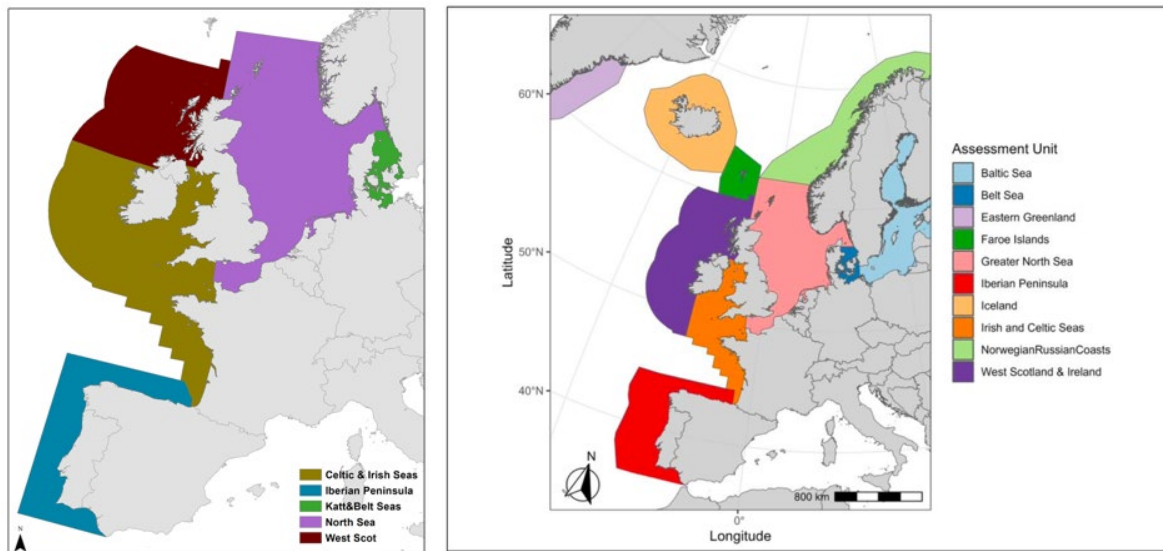 Celtic & Irish Seas
Iberian Peninsula
Katt&Belt Seas
North Sea
West Scot
N
60°N
50°N
40°N
Latitude
N
800 km
0°
Longitude
Assessment Unit
Baltic Sea
Belt Sea
Eastern Greenland
Faroe Islands
Greater North Sea
Iberian Peninsula
Iceland
Irish and Celtic Seas
NorwegianRussianCoasts
West Scotland & Ireland